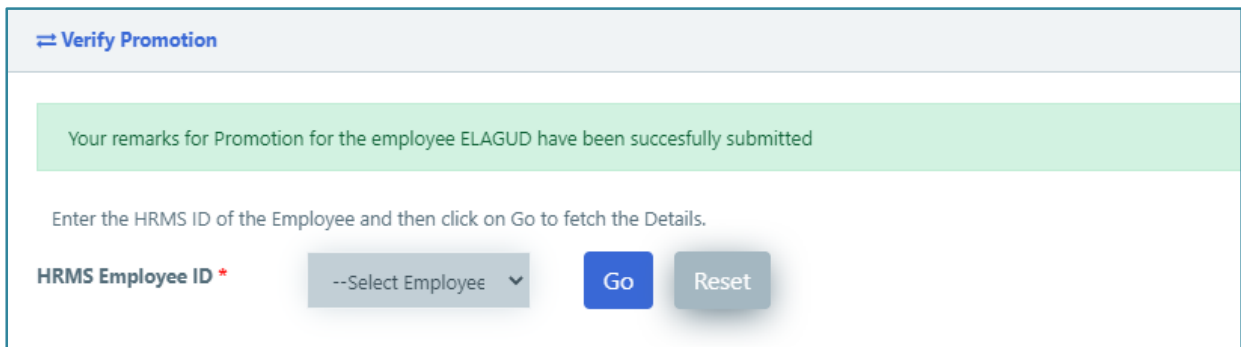 Verify Promotion
Your remarks for Promotion for the employee ELAGUD have been succesfully submitted
Enter the HRMS ID of the Employee and then click on Go to fetch the Details.
HRMS Employee ID * --Select Employee Go Reset